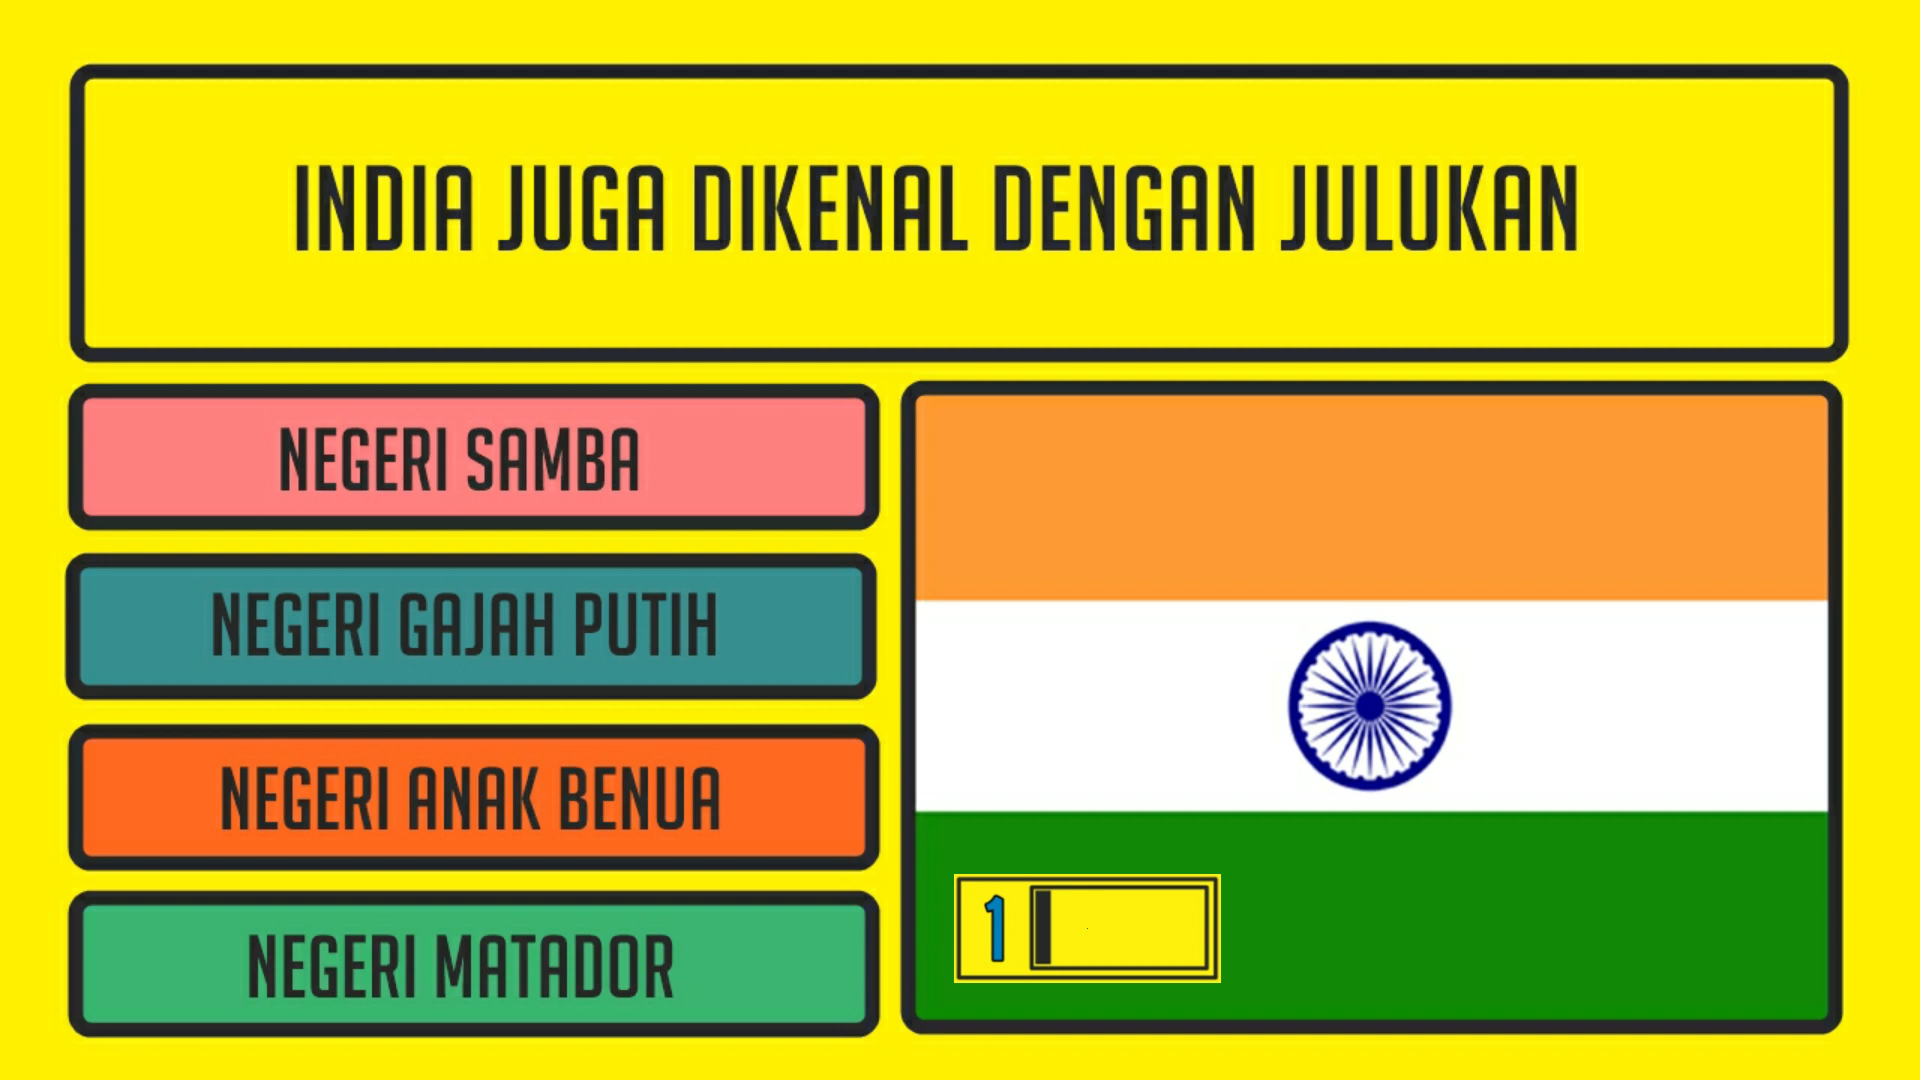 INDIA JUGA DIKENAL DENGAN JULUKAN
NEGERI SAMBA
NEGERI GAJAH PUTIH
NEGERI ANAK BENUA
NEGERI MATADOR
1